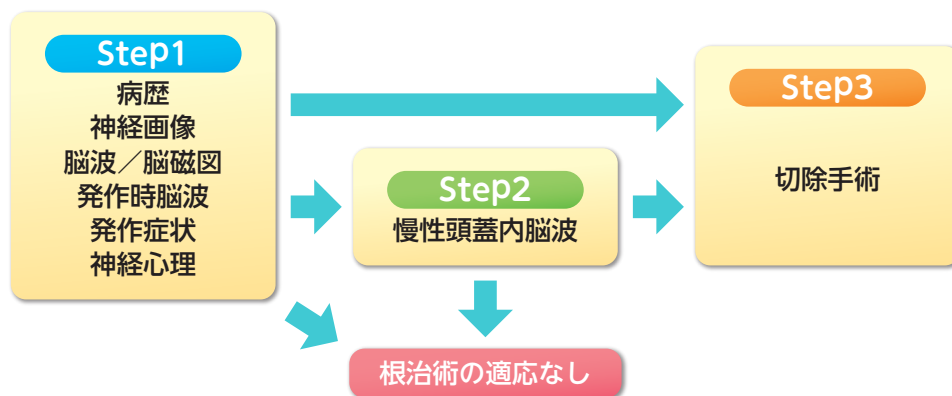 Step1
病歴
神経画像
脳波／脳磁図
発作時脳波
発作症状
神経心理
Step2
慢性頭蓋内脳波
Step3
切除手術
根治術の適応なし